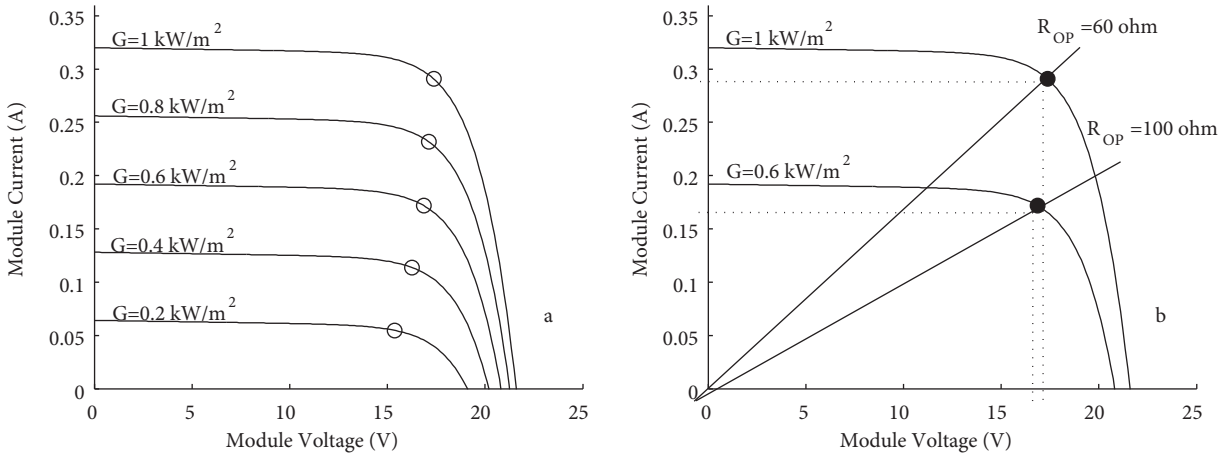 0.35
0.3
0.25
0.2
0.15
0.1
0.05
0
Module Current (A)
G=1 kW/m²
G=0.8 kW/m²
G=0.6 kW/m²
G=0.4 kW/m²
G=0.2 kW/m²
a
0 5 10 15 20 25
Module Voltage (V)
0.35
0.3
0.25
0.2
0.15
0.1
0.05
0
Module Current (A)
G=1 kW/m²
R_OP =60 ohm
R_OP =100 ohm
G=0.6 kW/m²
b
0 5 10 15 20 25
Module Voltage (V)